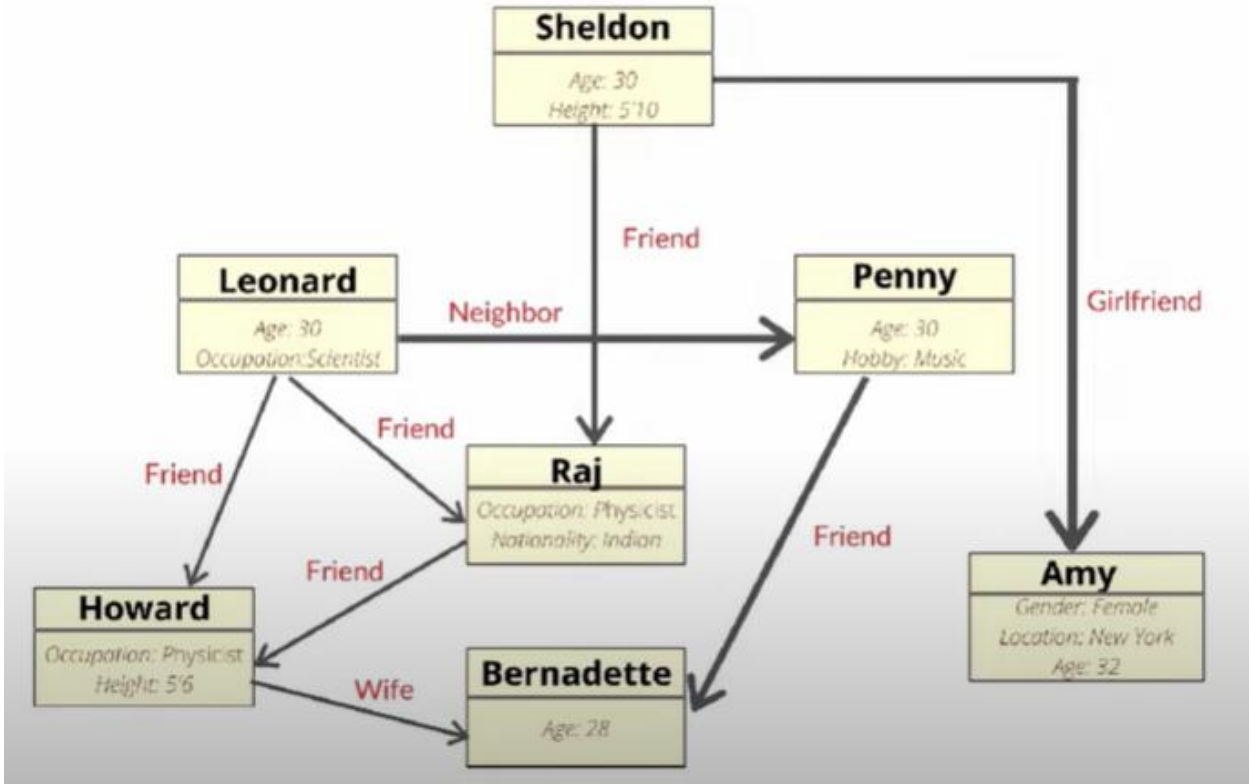 Sheldon
Age: 30
Height: 5'10
Friend
Girlfriend
Leonard
Age: 30
Occupation:Scientist
Neighbor
Penny
Age: 30
Hobby: Music
Friend
Friend
Raj
Occupation: Physicist
Nationality: Indian
Friend
Friend
Howard
Occupation: Physicist
Height: 5'6
Wife
Bernadette
Age: 28
Amy
Gender: Female
Location: New York
Age: 32